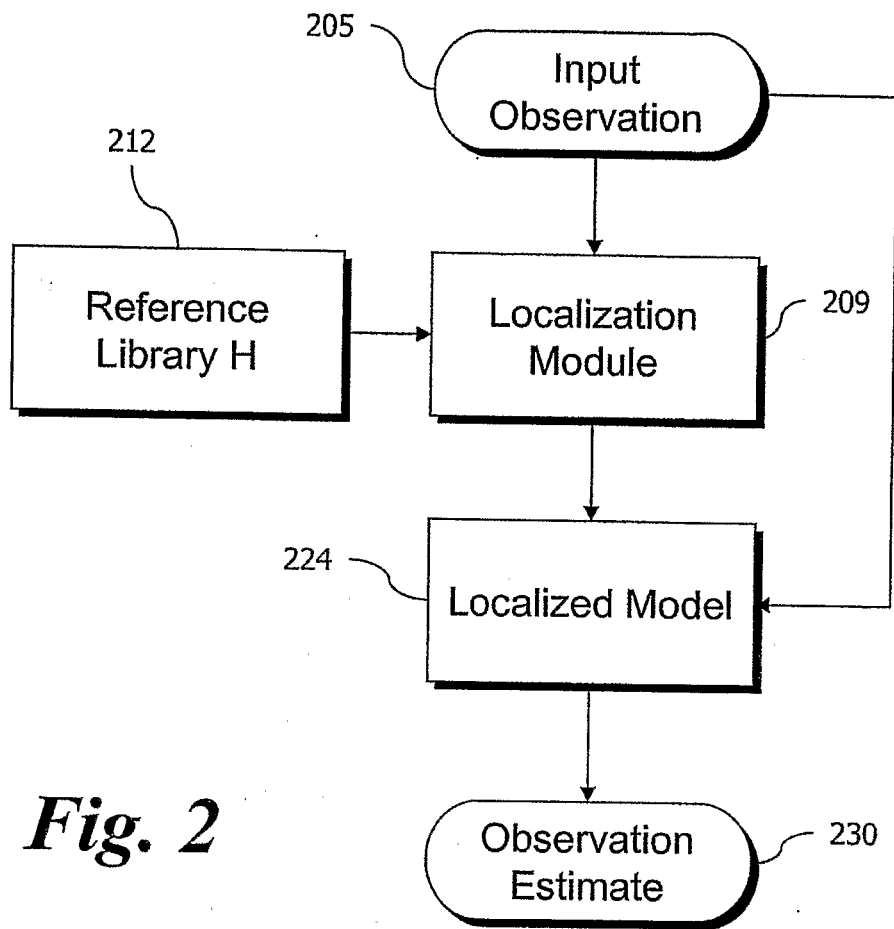 205
Input
Observation
212
Reference
Library H
Localization
Module
209
224
Localized Model
Fig. 2
Observation
Estimate
230